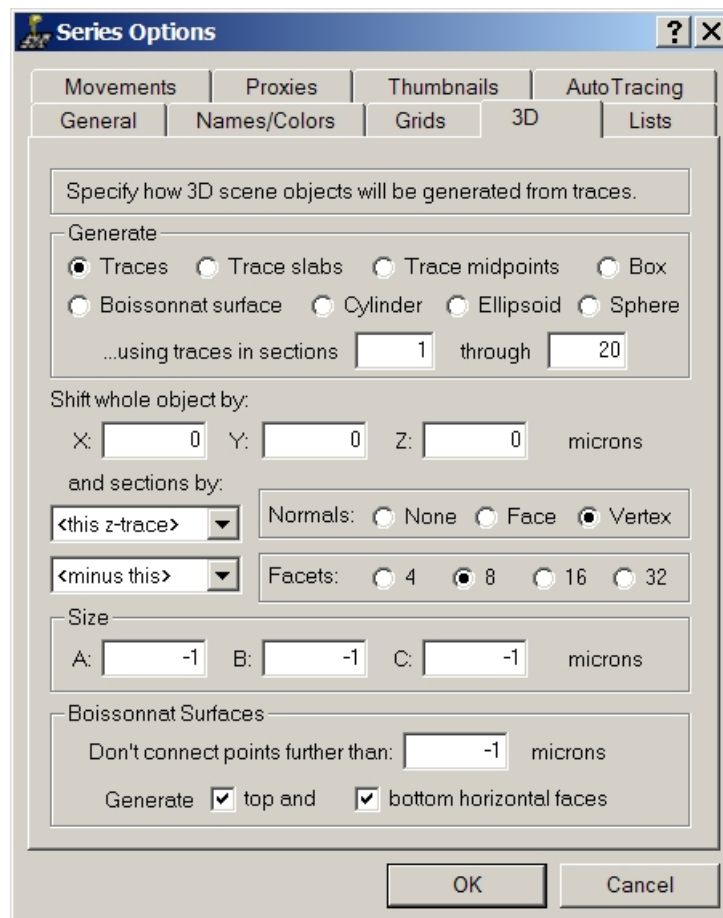 Series Options
Movements Proxies Thumbnails AutoTracing
General Names/Colors Grids 3D Lists
Specify how 3D scene objects will be generated from traces.
Generate
Traces Trace slabs Trace midpoints Box
Boissonnat surface Cylinder Ellipsoid Sphere
...using traces in sections 1 through 20
Shift whole object by:
X: 0 Y: 0 Z: 0 microns
and sections by:
<this z-trace> Normals: None Face Vertex
<minus this> Facets: 4 8 16 32
Size
A: -1 B: -1 C: -1 microns
Boissonnat Surfaces
Don't connect points further than: -1 microns
Generate top and bottom horizontal faces
OK Cancel